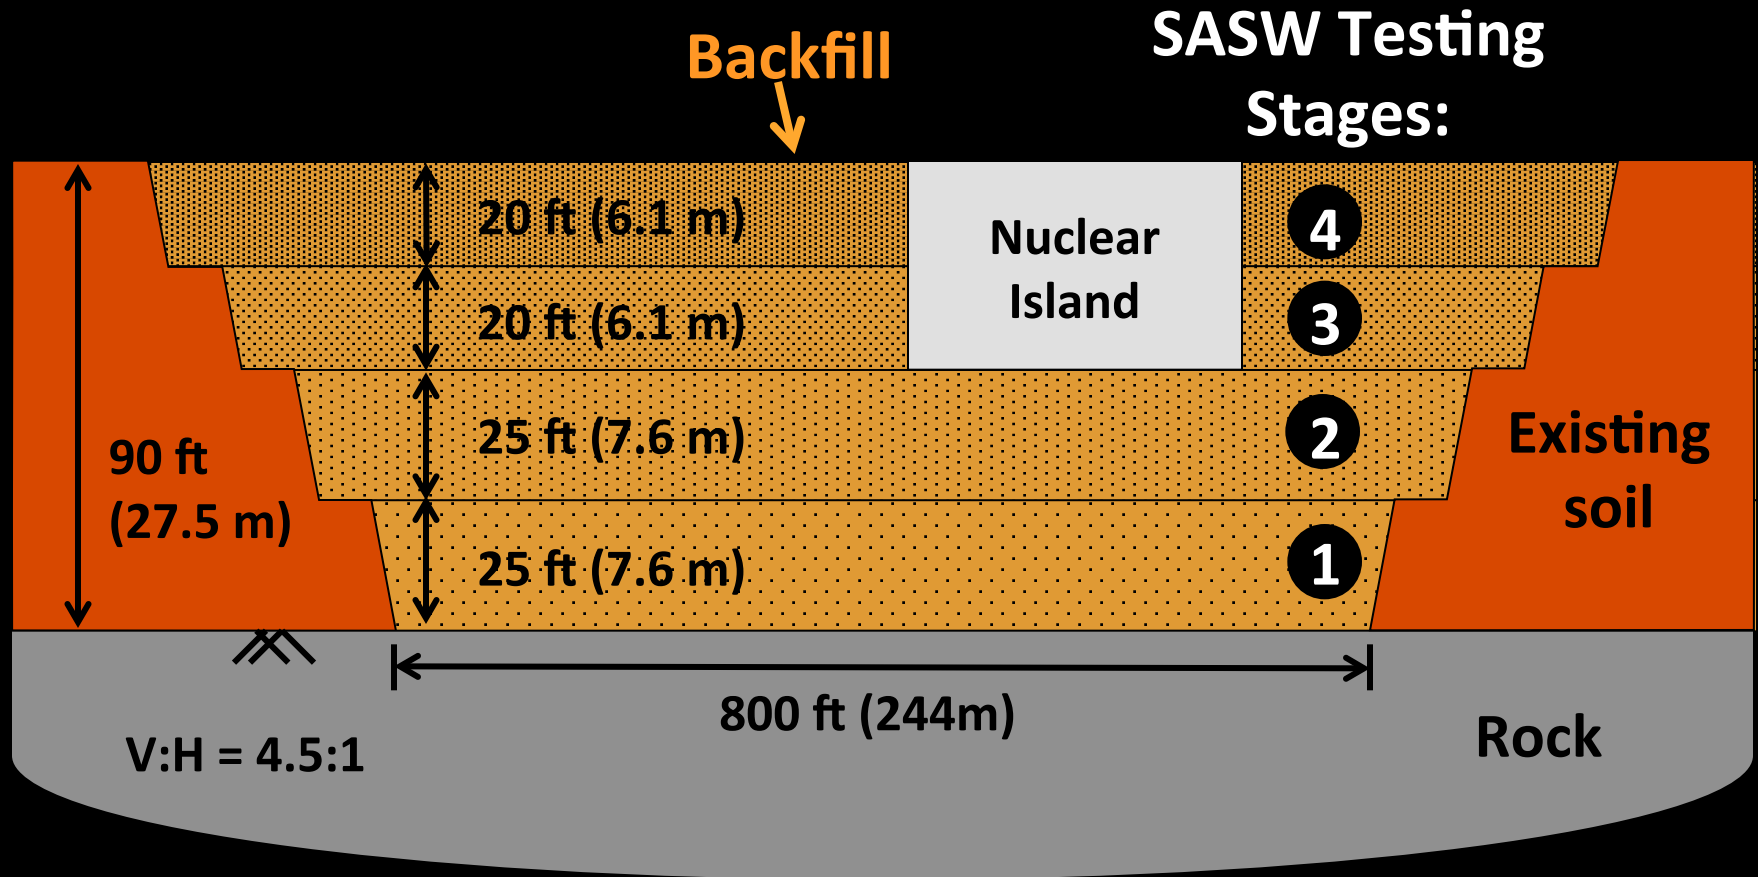 Backfill
SASW Testing
Stages:
20 ft (6.1 m)
4
Nuclear
Island
20 ft (6.1 m)
3
25 ft (7.6 m)
2
Existing
soil
90 ft
(27.5 m)
25 ft (7.6 m)
1
800 ft (244m)
Rock
V:H = 4.5:1